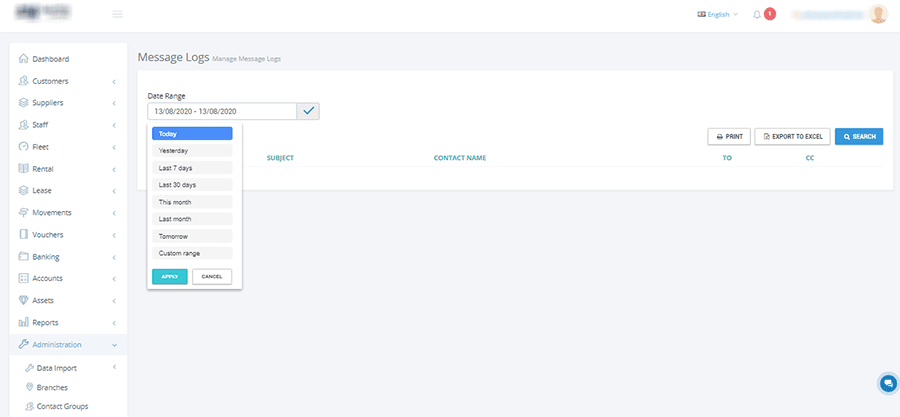 English
1
Dashboard
Customers
Suppliers
Staff
Fleet
Rental
Lease
Movements
Vouchers
Banking
Accounts
Assets
Reports
Administration
Data Import
Branches
Contact Groups
Message Logs Manage Message Logs
Date Range
13/08/2020 - 13/08/2020
Today
Yesterday
Last 7 days
Last 30 days
This month
Last month
Tomorrow
Custom range
APPLY CANCEL
PRINT EXPORT TO EXCEL SEARCH
SUBJECT CONTACT NAME TO CC